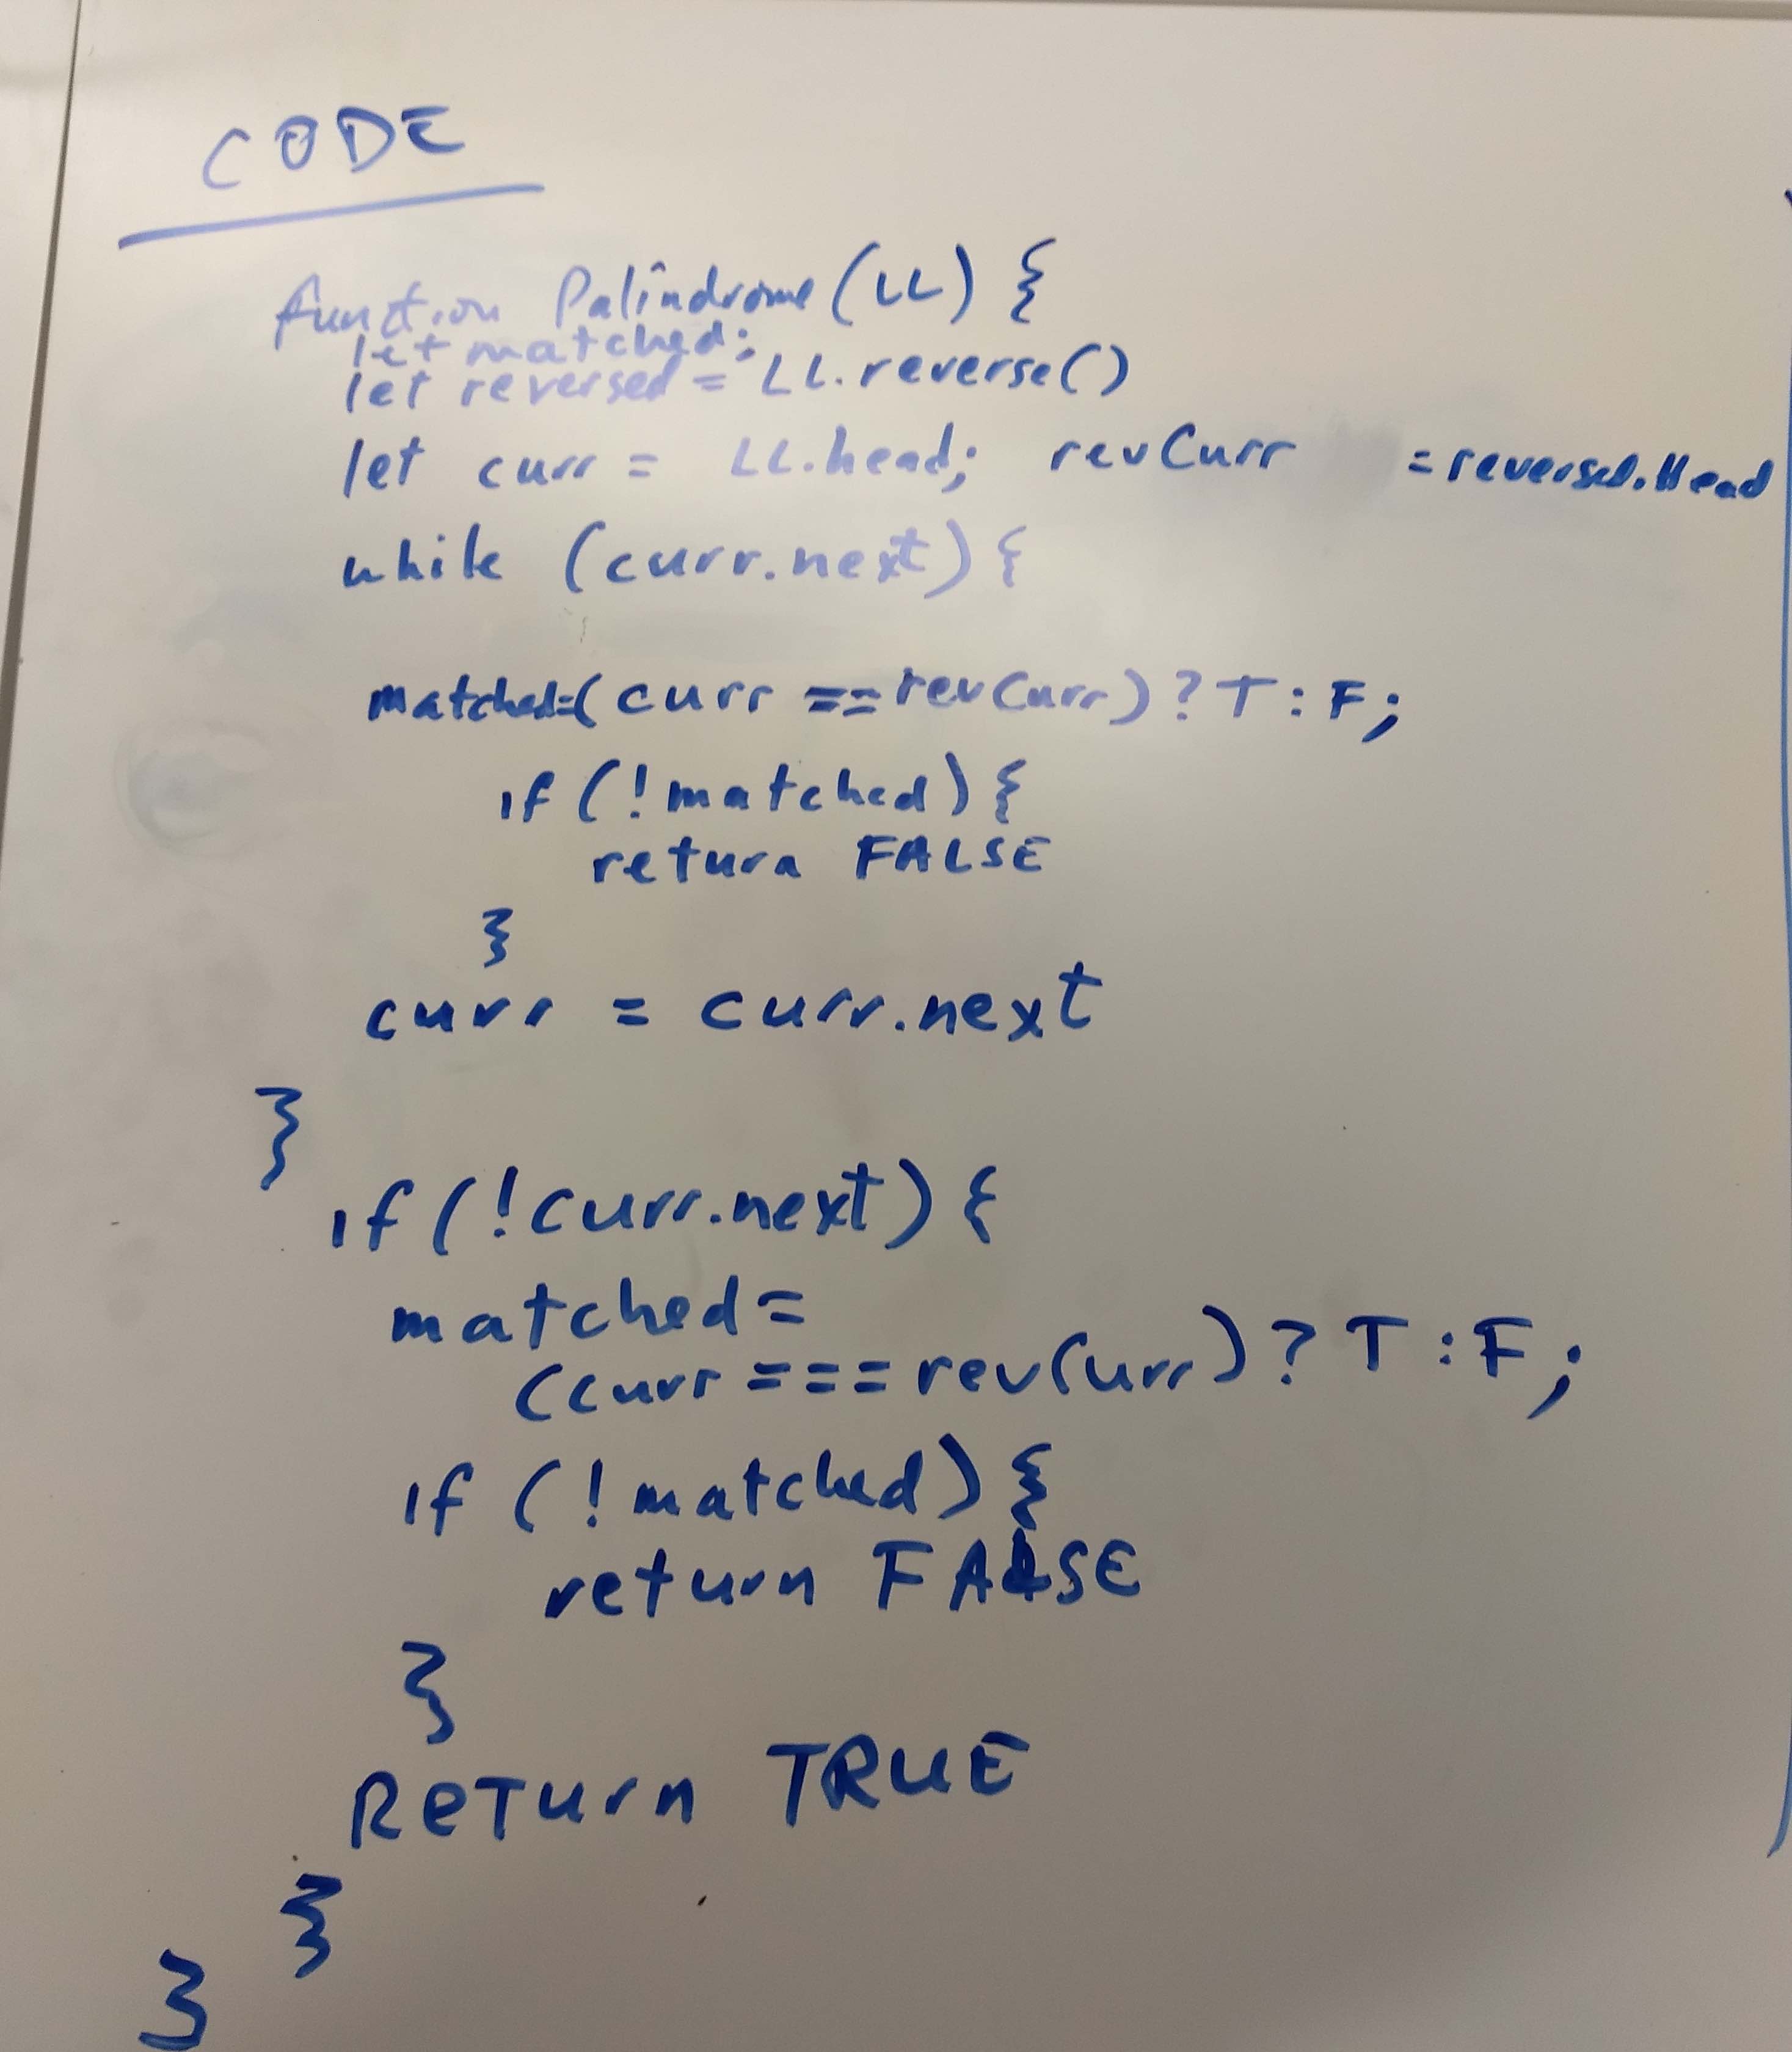 CODE
function Palindrome(LL) {
let matched;
let reversed = LL.reverse()
let curr = LL.head; revCurr = reversed.Head
while (curr.next) {
matched=(curr === revCurr) ? T : F;
if (!matched) {
return FALSE
}
curr = curr.next
}
if (!curr.next) {
matched =
(curr === revCurr) ? T : F;
if (!matched) {
return FALSE
}
ReTurn TRUE
}
}